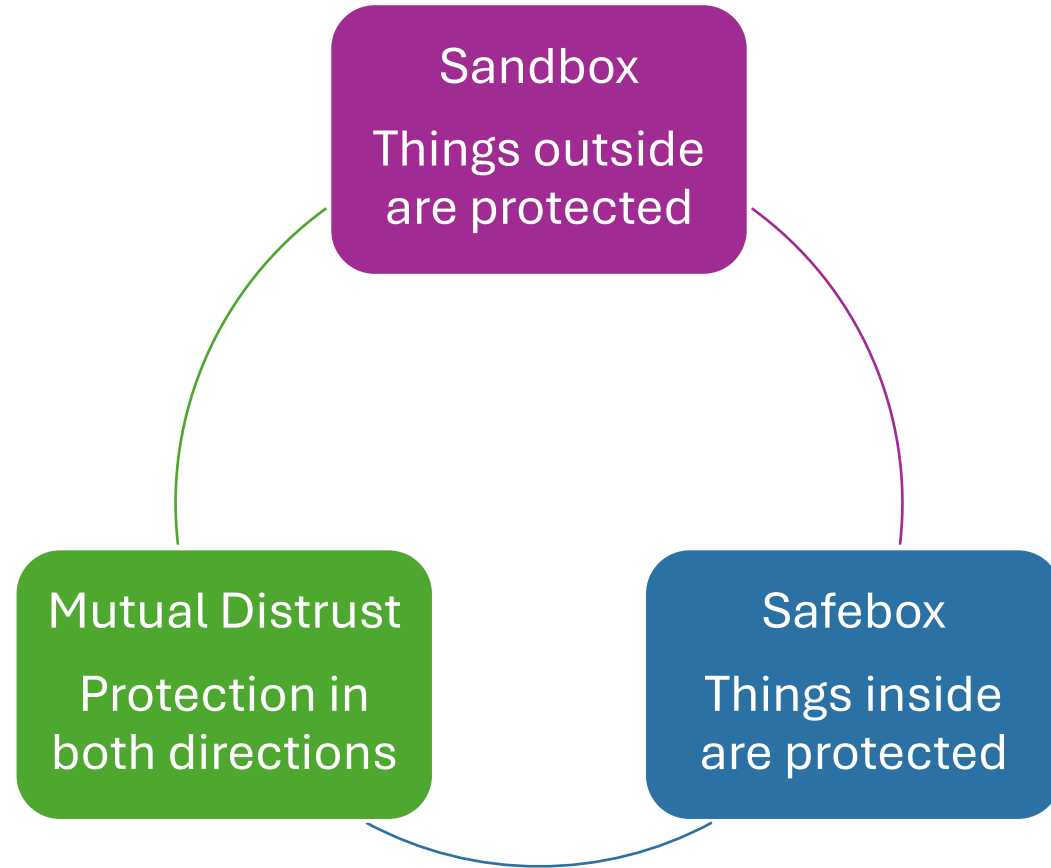 Sandbox
Things outside
are protected
Mutual Distrust
Protection in
both directions
Safebox
Things inside
are protected